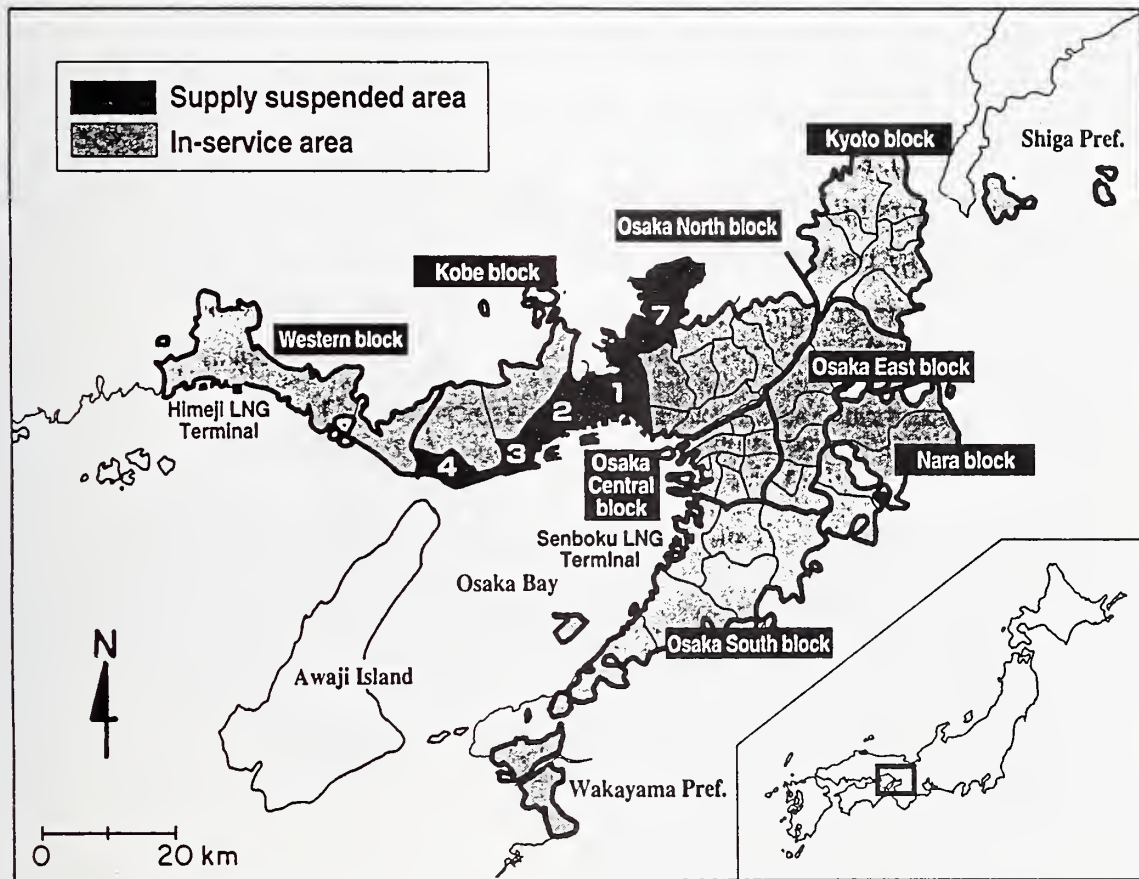 Supply suspended area
In-service area
Kyoto block
Shiga Pref.
Osaka North block
Kobe block
7
Western block
Osaka East block
1
2
Himeji LNG
Terminal
3
4
Nara block
Osaka
Central
block
Senboku LNG
Terminal
Osaka Bay
N
Osaka South block
Awaji Island
Wakayama Pref.
0
20 km